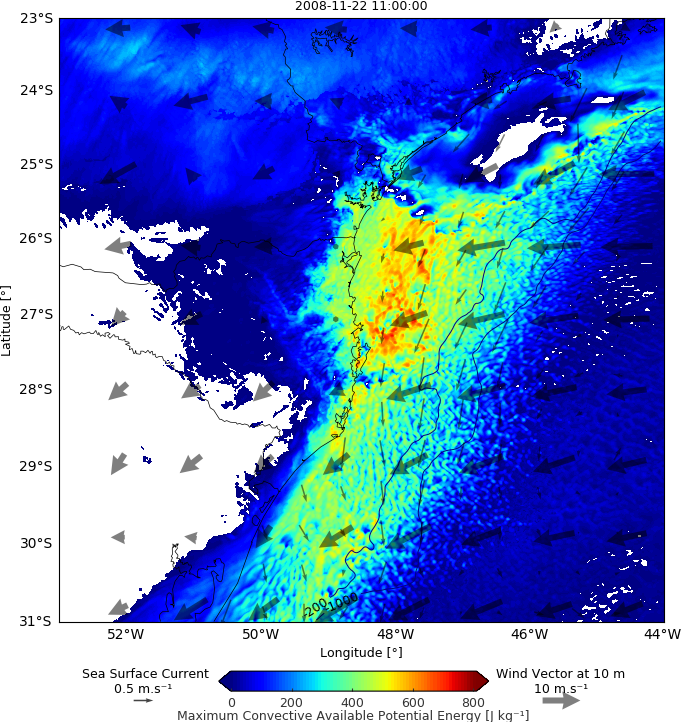 2008-11-22 11:00:00
23°S
24°S
25°S
26°S
27°S
28°S
29°S
30°S
31°S
Latitude [°]
-200
-1000
52°W 50°W 48°W 46°W 44°W
Longitude [°]
Sea Surface Current
0.5 m.s⁻¹
Wind Vector at 10 m
10 m.s⁻¹
0 200 400 600 800
Maximum Convective Available Potential Energy [J kg⁻¹]